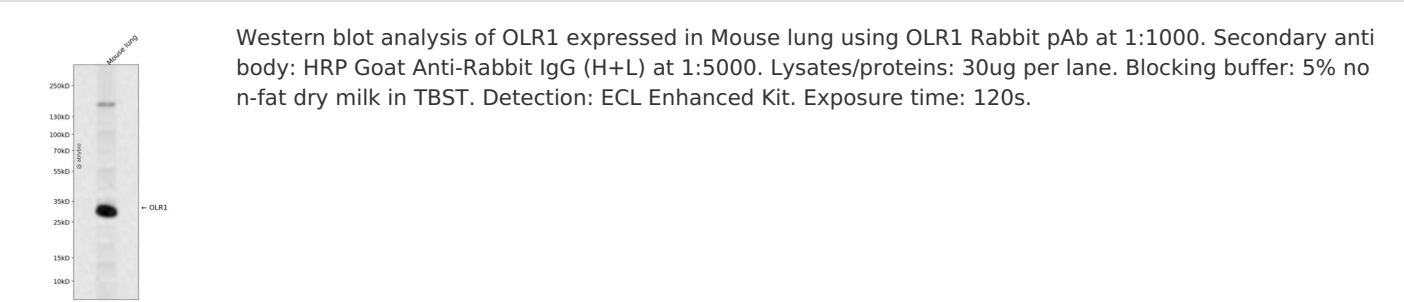 Mouse lung
Western blot analysis of OLR1 expressed in Mouse lung using OLR1 Rabbit pAb at 1:1000. Secondary anti
body: HRP Goat Anti-Rabbit IgG (H+L) at 1:5000. Lysates/proteins: 30ug per lane. Blocking buffer: 5% no
n-fat dry milk in TBST. Detection: ECL Enhanced Kit. Exposure time: 120s.
250kD
130kD
100kD
70kD
55kD
35kD
← OLR1
25kD
15kD
10kD